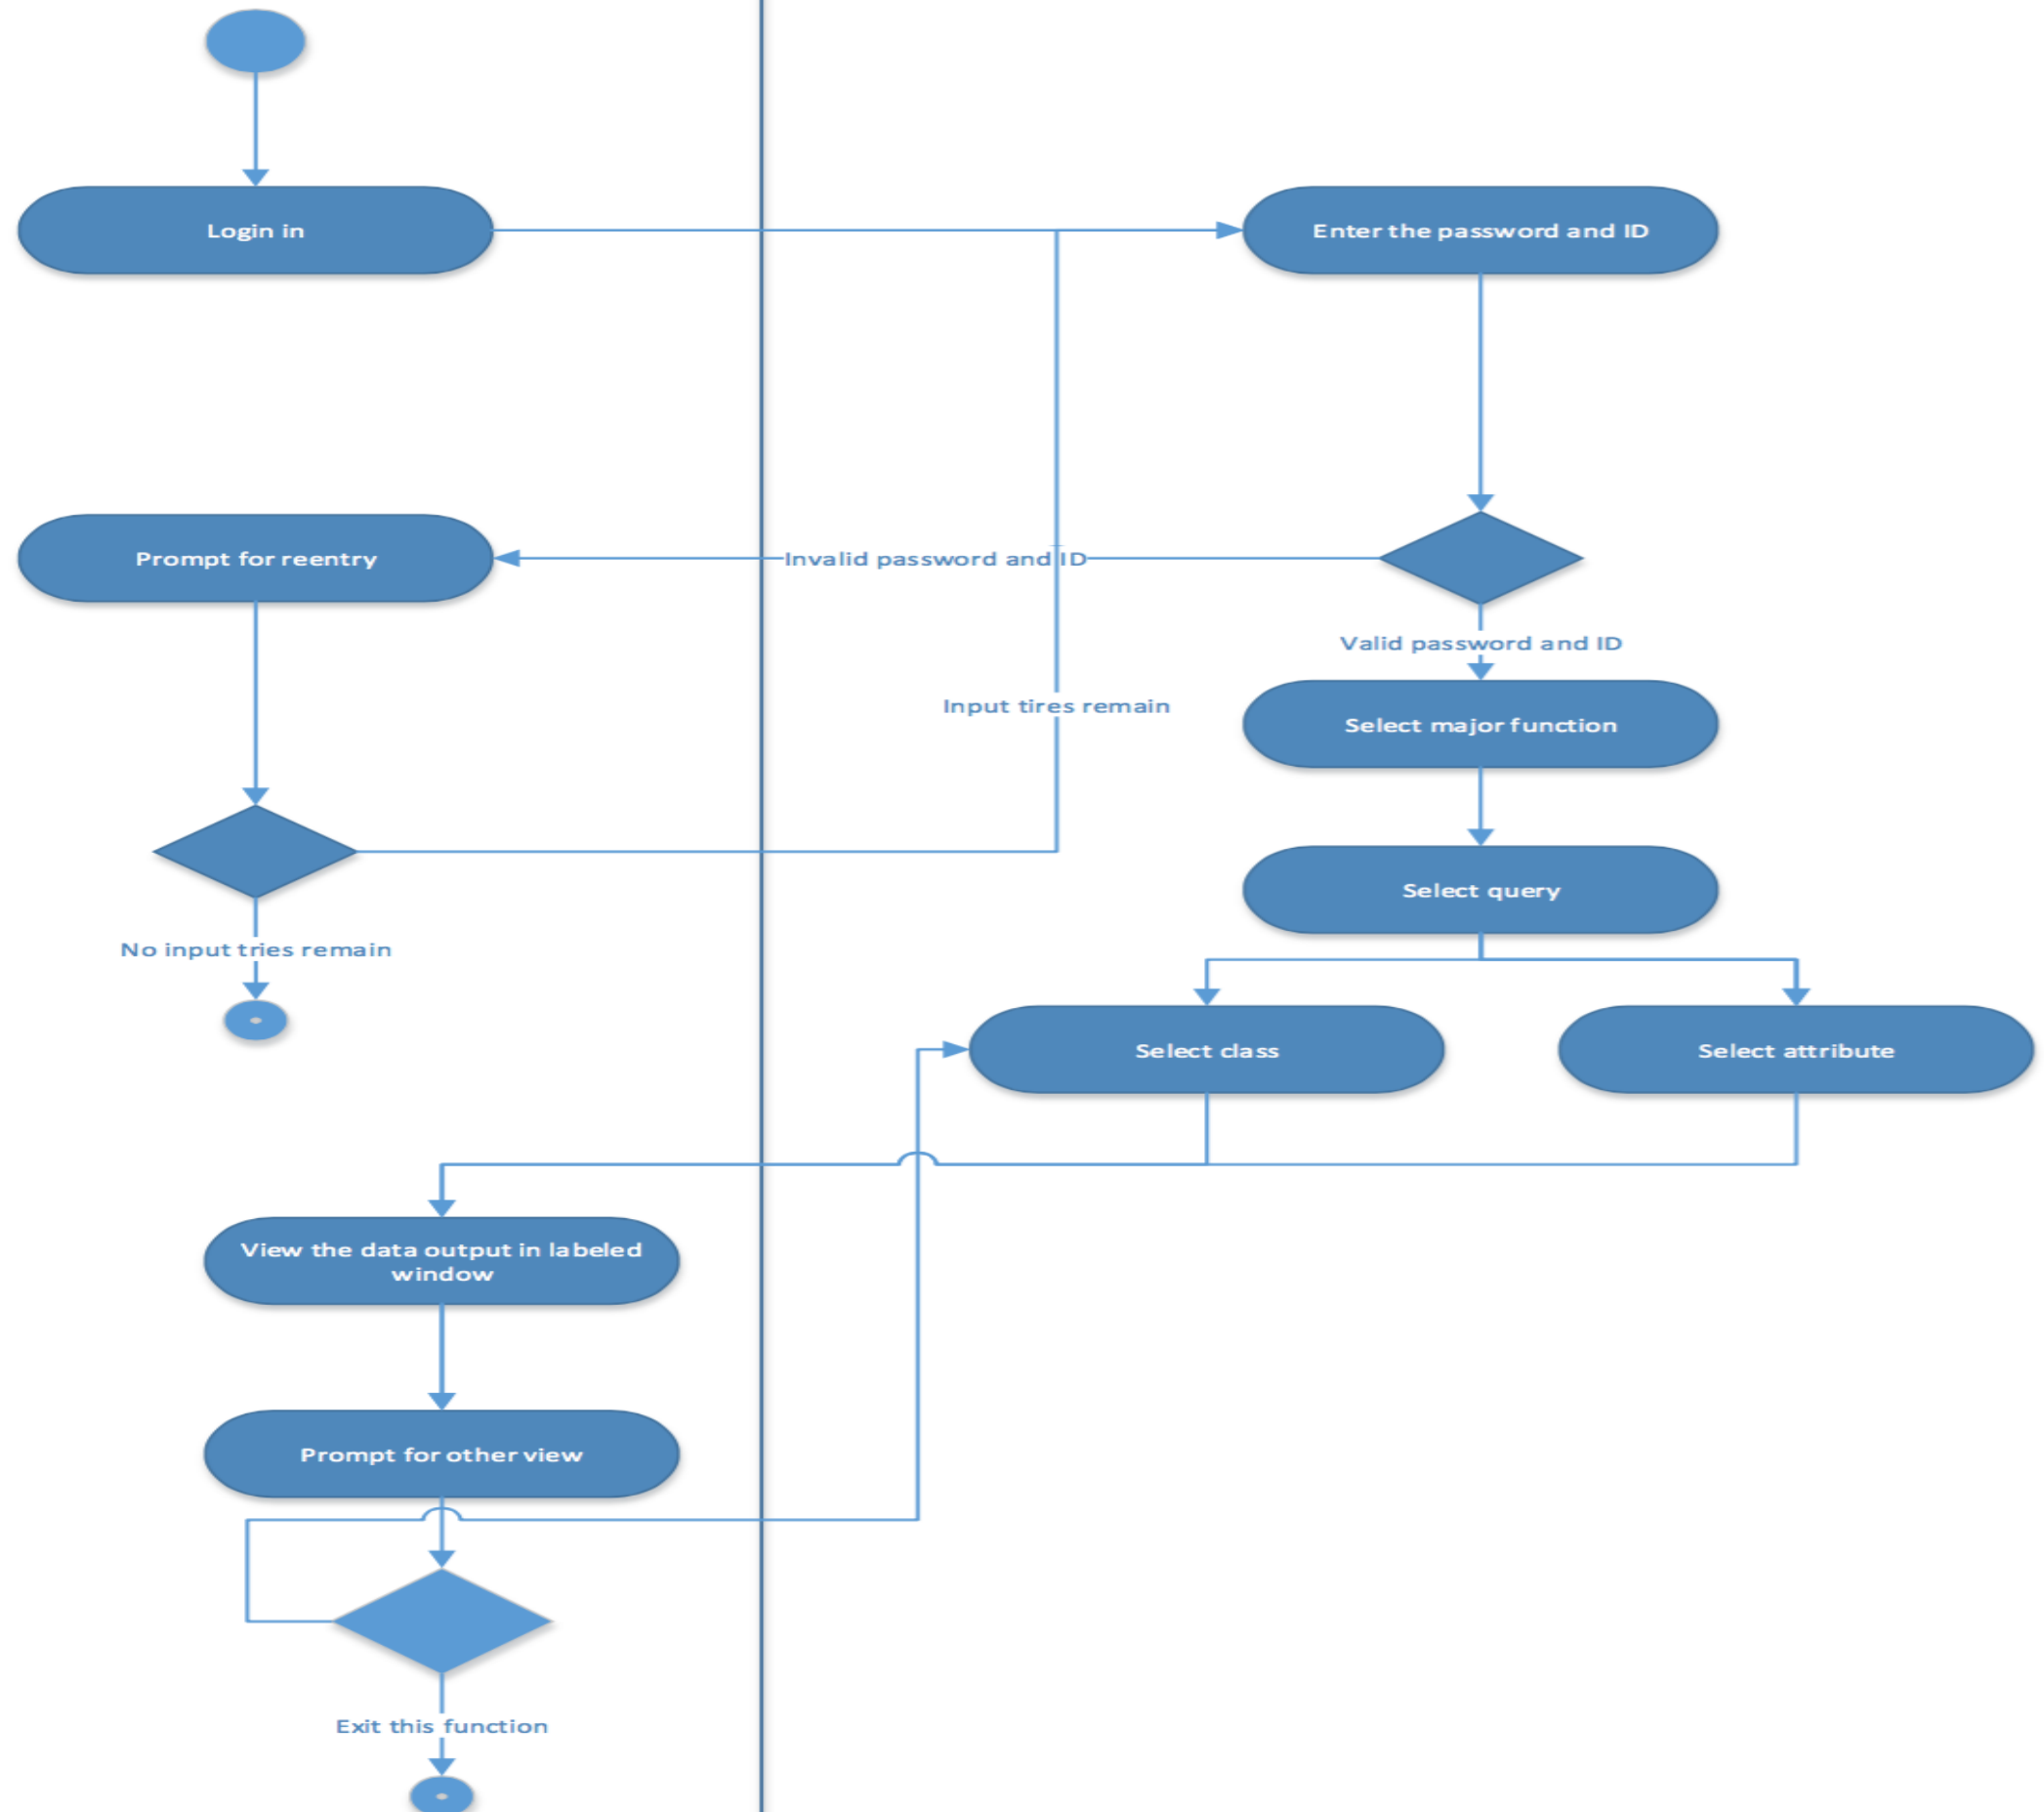 Login in
Enter the password and ID
Prompt for reentry
Invalid password and ID
Valid password and ID
Input tires remain
Select major function
Select query
No input tries remain
Select class
Select attribute
View the data output in labeled
window
Prompt for other view
Exit this function